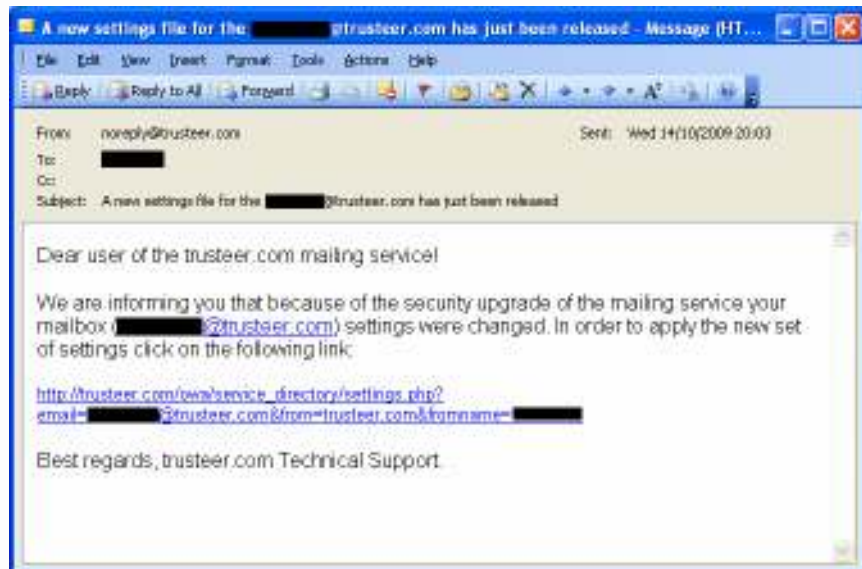 A new settings file for the @trusteer.com has just been released - Message (HT...
File Edit View Insert Format Tools Actions Help
Reply Reply to All Forward
From: noreply@trusteer.com Sent: Wed 14/10/2009 20:03
To:
Cc:
Subject: A new settings file for the @trusteer.com has just been released
Dear user of the trusteer.com mailing service!
We are informing you that because of the security upgrade of the mailing service your
mailbox ( @trusteer.com) settings were changed. In order to apply the new set
of settings click on the following link:
http://trusteer.com/owa/service_directory/settings.php?
email= @trusteer.com&from=trusteer.com&fromname=
Best regards, trusteer.com Technical Support.